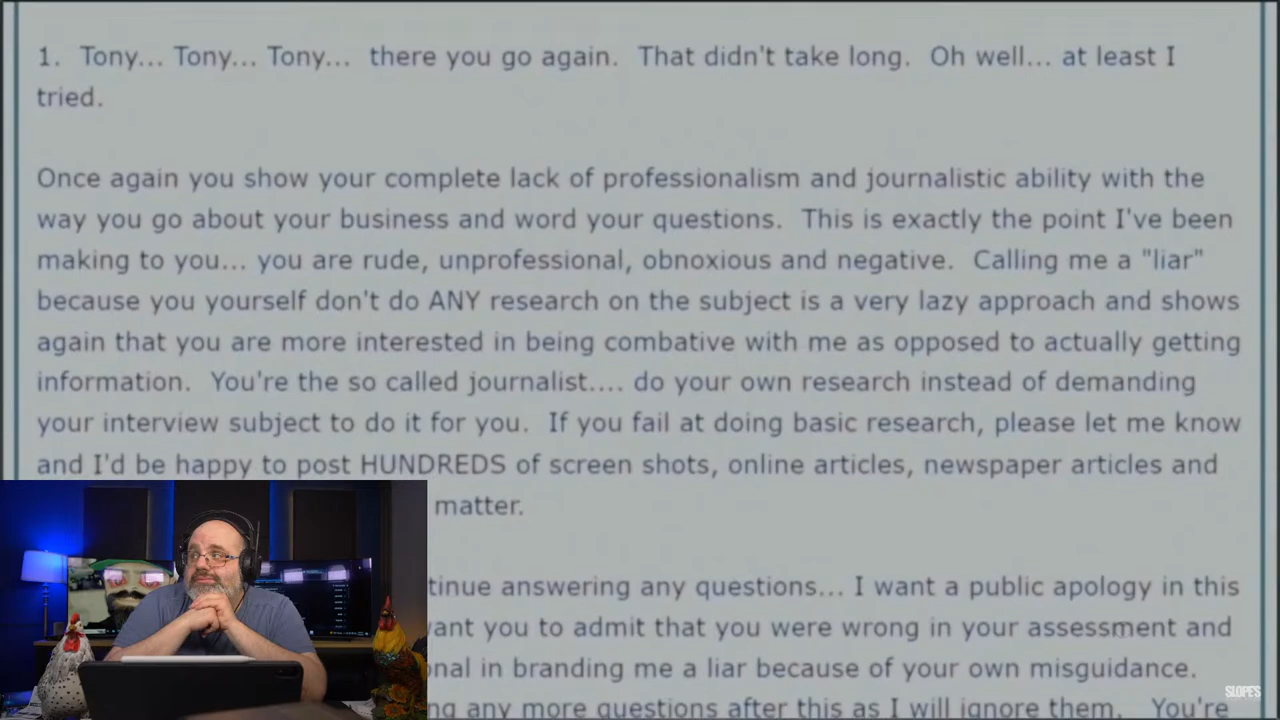 1. Tony... Tony... Tony... there you go again. That didn't take long. Oh well... at least I
tried.
Once again you show your complete lack of professionalism and journalistic ability with the
way you go about your business and word your questions. This is exactly the point I've been
making to you... you are rude, unprofessional, obnoxious and negative. Calling me a "liar"
because you yourself don't do ANY research on the subject is a very lazy approach and shows
again that you are more interested in being combative with me as opposed to actually getting
information. You're the so called journalist.... do your own research instead of demanding
your interview subject to do it for you. If you fail at doing basic research, please let me know
and I'd be happy to post HUNDREDS of screen shots, online articles, newspaper articles and
matter.
tinue answering any questions... I want a public apology in this
want you to admit that you were wrong in your assessment and
onal in branding me a liar because of your own misguidance.
ng any more questions after this as I will ignore them. You're
SLOPE'S